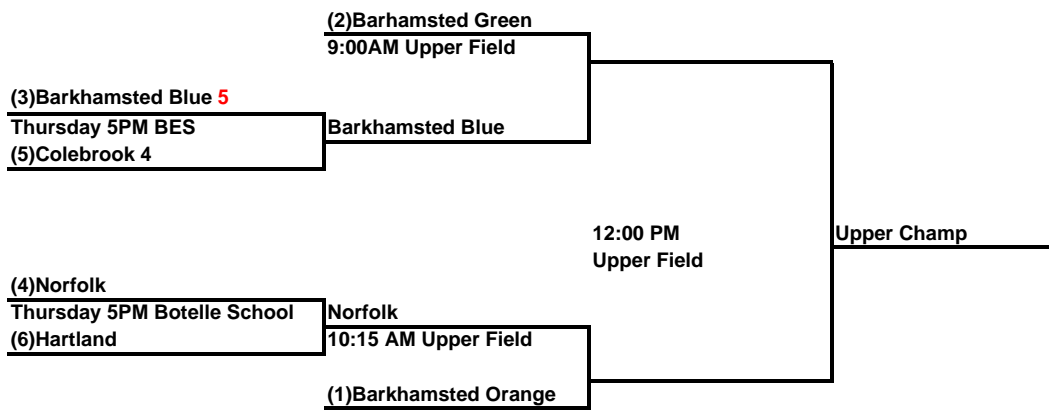 (2)Barhamsted Green
9:00AM Upper Field
(3)Barkhamsted Blue 5
Thursday 5PM BES
Barkhamsted Blue
(5)Colebrook 4
12:00 PM
Upper Champ
Upper Field
(4)Norfolk
Thursday 5PM Botelle School
Norfolk
(6)Hartland
10:15 AM Upper Field
(1)Barkhamsted Orange